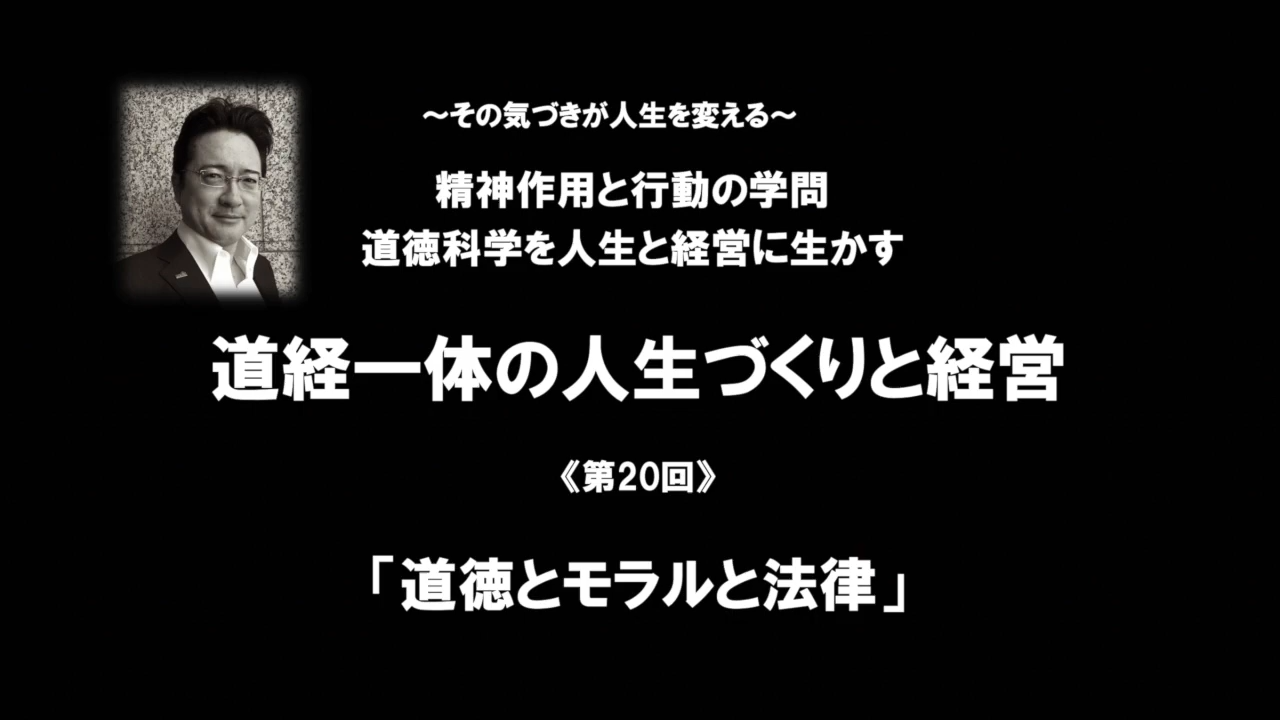 ～その気づきが人生を変える～
精神作用と行動の学問
道徳科学を人生と経営に生かす
道経一体の人生づくりと経営
《第20回》
「道徳とモラルと法律」